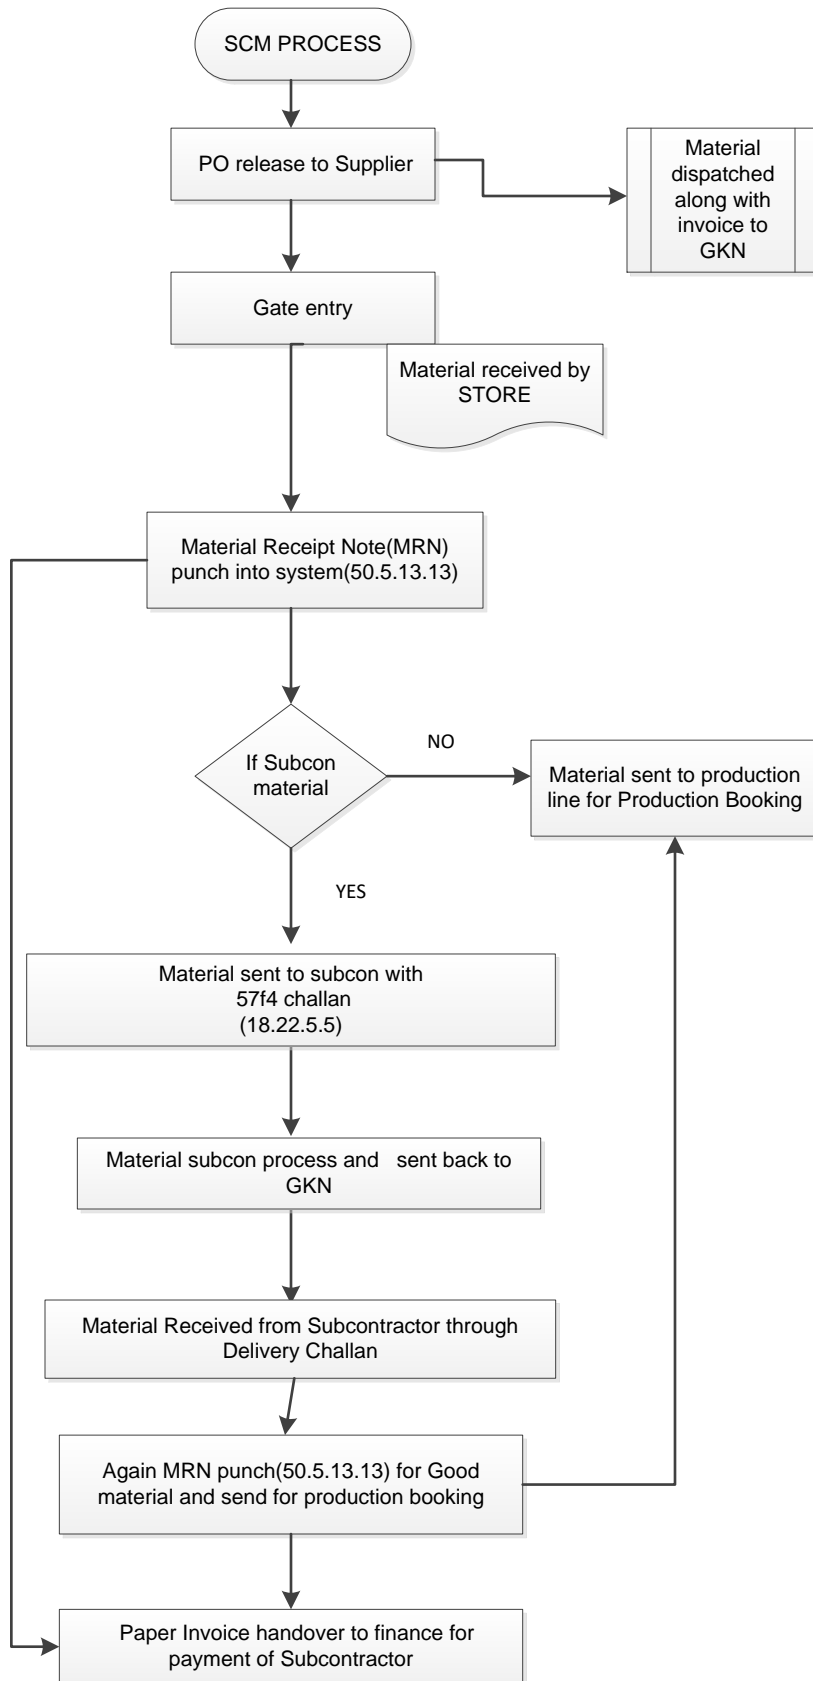 SCM PROCESS
PO release to Supplier
Material
dispatched
along with
invoice to
GKN
Gate entry
Material received by
STORE
Material Receipt Note(MRN)
punch into system(50.5.13.13)
If Subcon
material
NO
Material sent to production
line for Production Booking
YES
Material sent to subcon with
57f4 challan
(18.22.5.5)
Material subcon process and   sent back to
GKN
Material Received from Subcontractor through
Delivery Challan
Again MRN punch(50.5.13.13) for Good
material and send for production booking
Paper Invoice handover to finance for
payment of Subcontractor